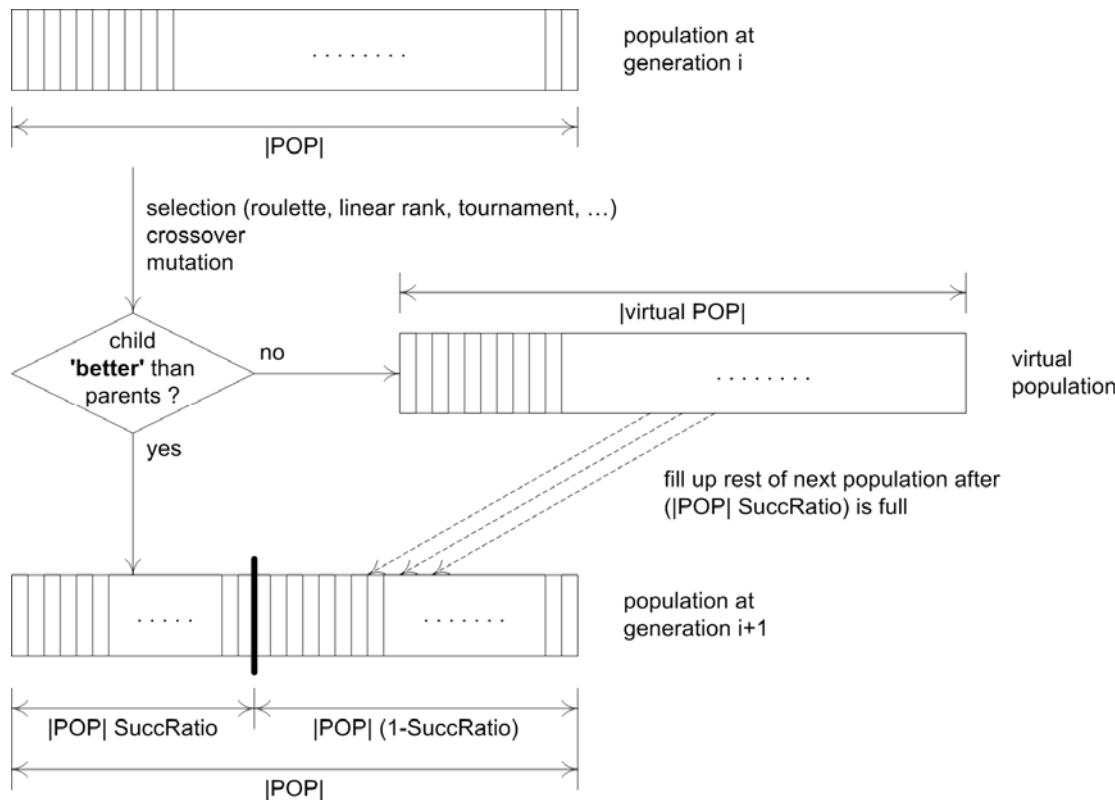 population at
generation i
. . . . . . . .
|POP|
selection (roulette, linear rank, tournament, …)
crossover
mutation
|virtual POP|
child
'better' than
parents ?
no
. . . . . . . .
virtual
population
yes
fill up rest of next population after
(|POP| SuccRatio) is full
. . . . .
. . . . . . .
population at
generation i+1
|POP| SuccRatio
|POP| (1-SuccRatio)
|POP|